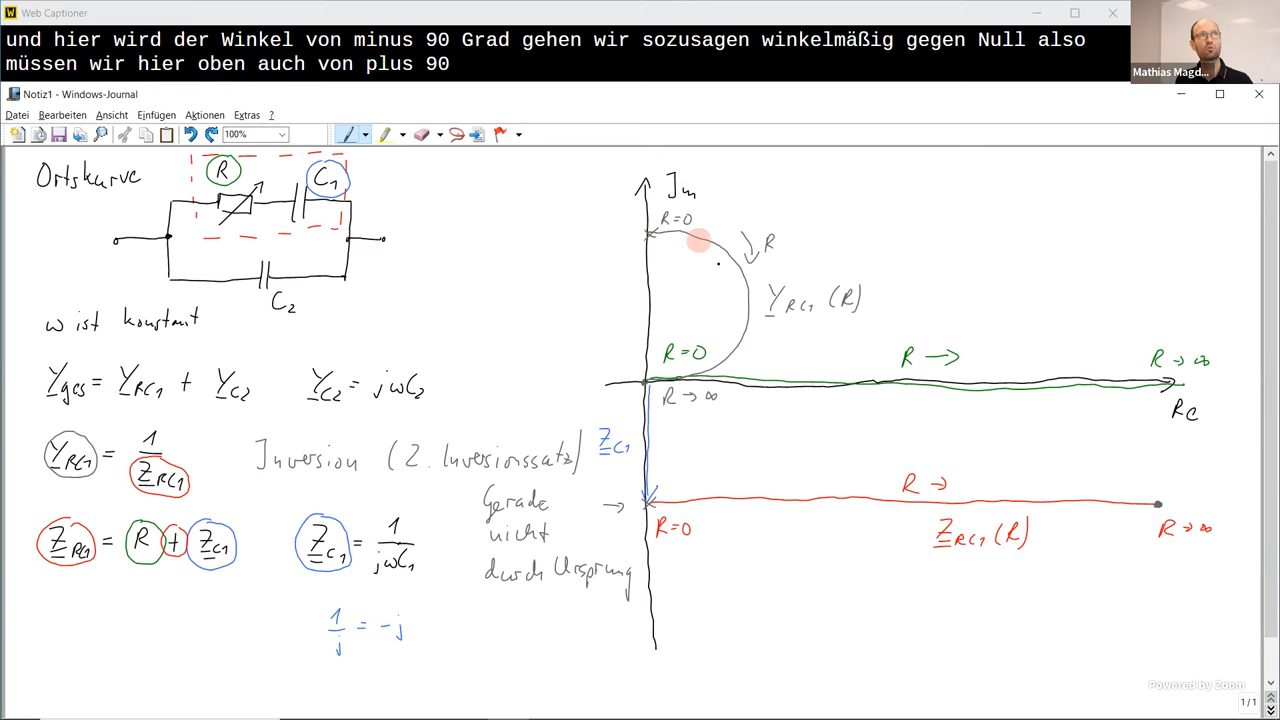 Web Captioner
und hier wird der Winkel von minus 90 Grad gehen wir sozusagen winkelmäßig gegen Null also
müssen wir hier oben auch von plus 90
Mathias Magd...
Notiz1 - Windows-Journal
Datei Bearbeiten Ansicht Einfügen Aktionen Extras ?
100%
Ortskurve
R
C1
C2
ω ist konstant
Yges = YRC1 + YC2
YC2 = jωC2
YRC1 = 1/ZRC1
Inversion (2. Inversionssatz)
Gerade →
nicht
durch Ursprung
ZRC1 = R + ZC1
ZC1 = 1/jωC1
1/j = -j
Im
R=0
R
YRC1 (R)
R=0
R →
R → ∞
R → ∞
Re
ZC1
R →
R=0
ZRC1 (R)
R → ∞
Powered by Zoom
1 / 1